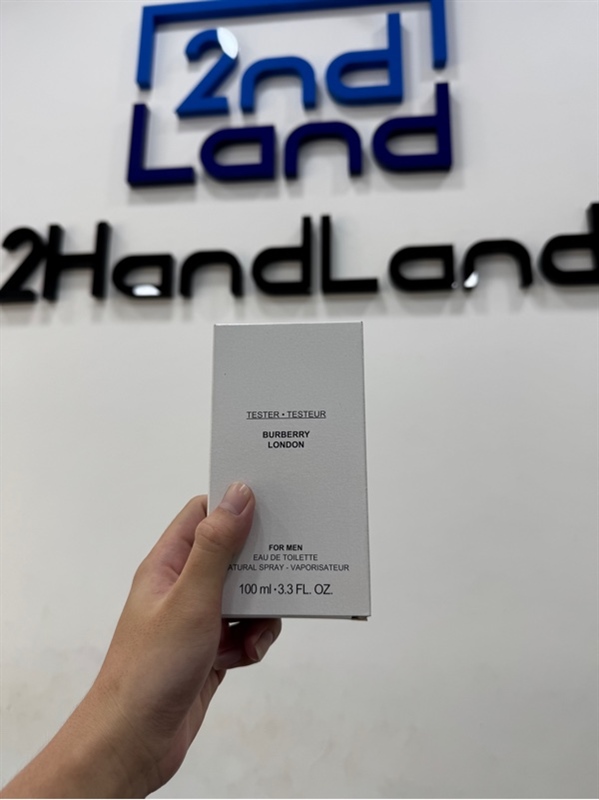 2nd
Land
2HandLand
TESTER • TESTEUR
BURBERRY
LONDON
FOR MEN
EAU DE TOILETTE
ATURAL SPRAY - VAPORISATEUR
100 ml • 3.3 FL. OZ.